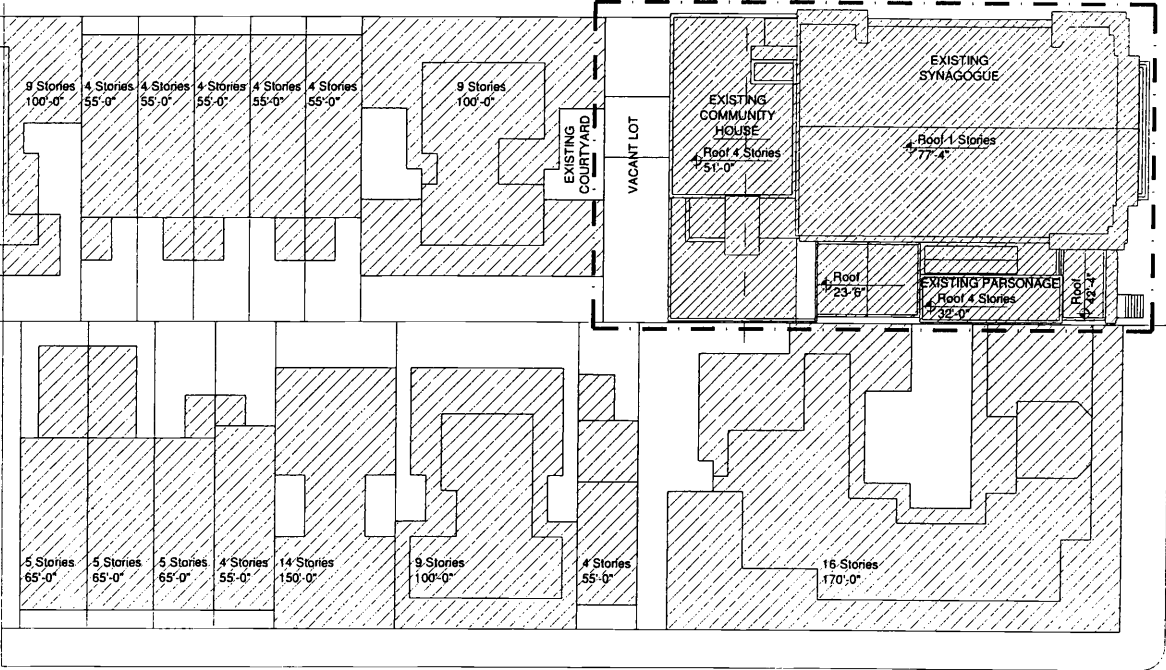 9 Stories
100'-0"
4 Stories
55'-0"
4 Stories
55'-0"
4 Stories
55'-0"
4 Stories
55'-0"
4 Stories
55'-0"
9 Stories
100'-0"
EXISTING
COURTYARD
VACANT LOT
EXISTING
COMMUNITY
HOUSE
Roof 4 Stories
51'-0"
EXISTING
SYNAGOGUE
Roof 1 Stories
77'-4"
Roof
23'-6"
EXISTING PARSONAGE
Roof 4 Stories
32'-0"
Roof
42'-4"
5 Stories
65'-0"
5 Stories
65'-0"
5 Stories
65'-0"
4 Stories
55'-0"
14 Stories
150'-0"
9 Stories
100'-0"
4 Stories
55'-0"
16 Stories
170'-0"